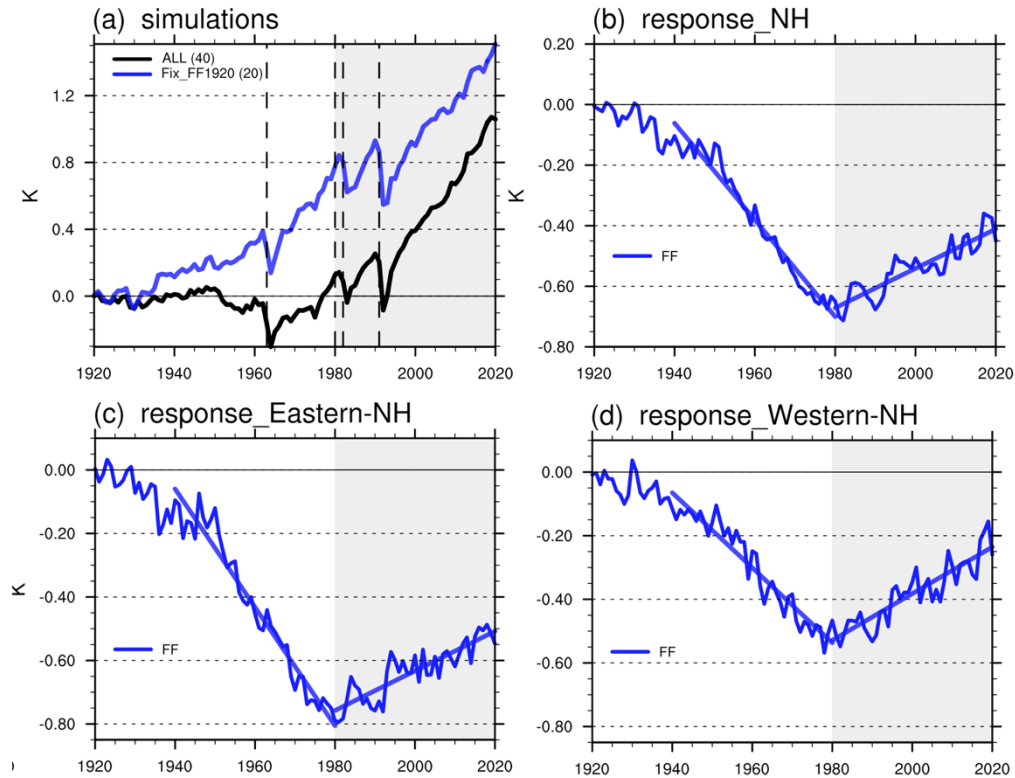 (a) simulations
ALL (40)
Fix_FF1920 (20)
K
1.2
0.8
0.4
0.0
1920 1940 1960 1980 2000 2020
(b) response_NH
K
0.20
0.00
-0.20
-0.40
-0.60
-0.80
FF
1920 1940 1960 1980 2000 2020
(c) response_Eastern-NH
K
0.00
-0.20
-0.40
-0.60
-0.80
FF
1920 1940 1960 1980 2000 2020
(d) response_Western-NH
0.00
-0.20
-0.40
-0.60
-0.80
FF
1920 1940 1960 1980 2000 2020